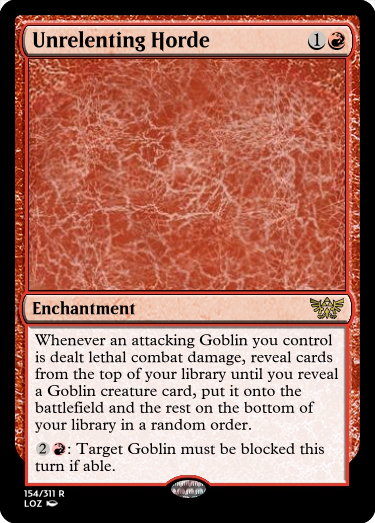 Unrelenting Horde 1
Enchantment
Whenever an attacking Goblin you control
is dealt lethal combat damage, reveal cards
from the top of your library until you reveal
a Goblin creature card, put it onto the
battlefield and the rest on the bottom of
your library in a random order.
2 : Target Goblin must be blocked this
turn if able.
154/311 R
LOZ